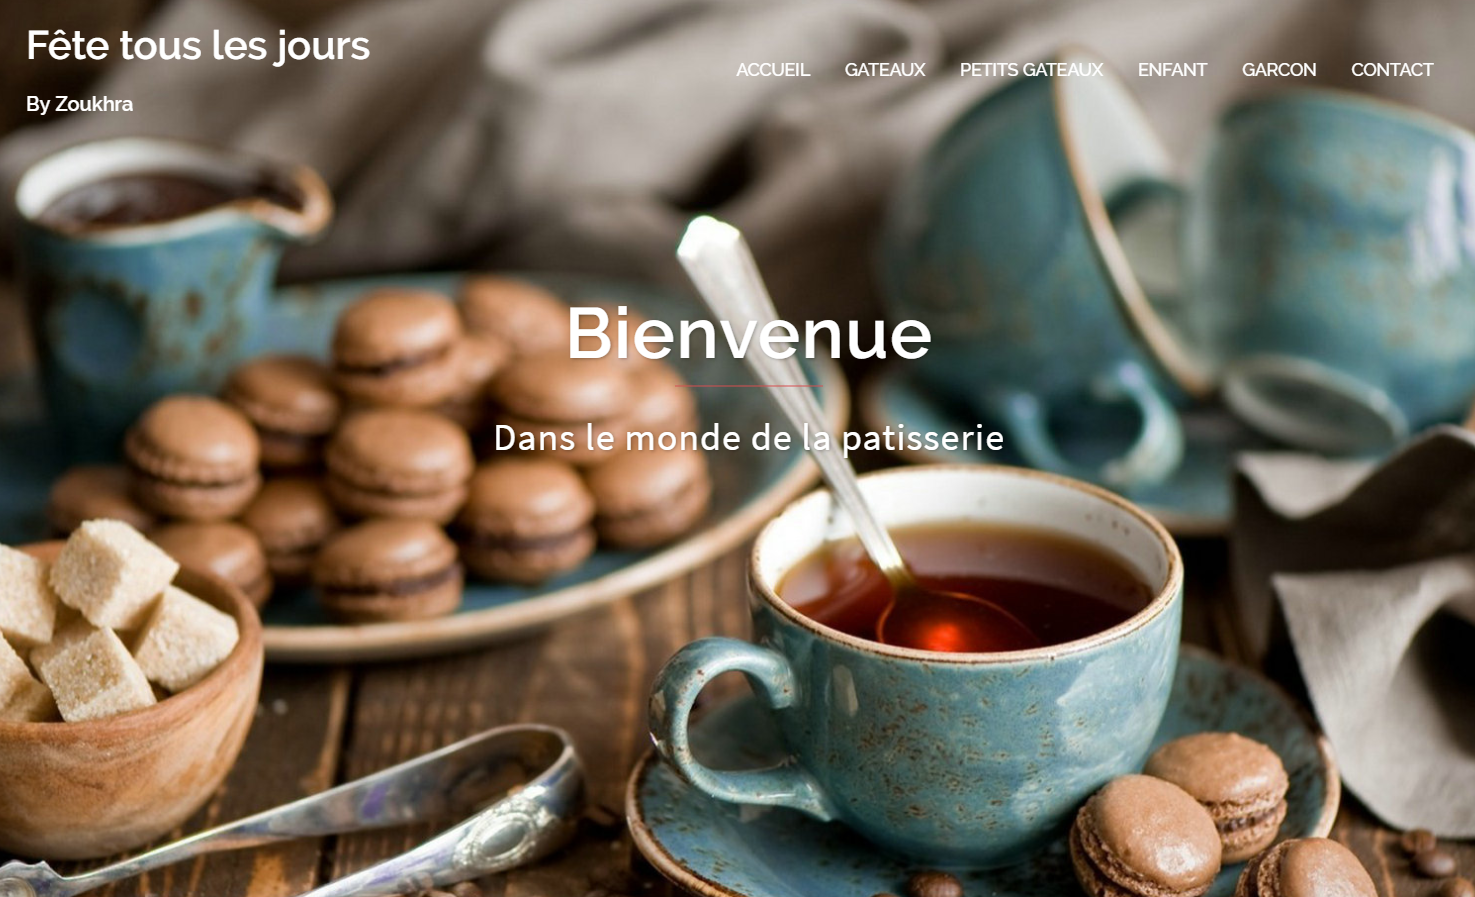 Fête tous les jours
By Zoukhra
ACCUEIL GATEAUX PETITS GATEAUX ENFANT GARCON CONTACT
Bienvenue
Dans le monde de la patisserie